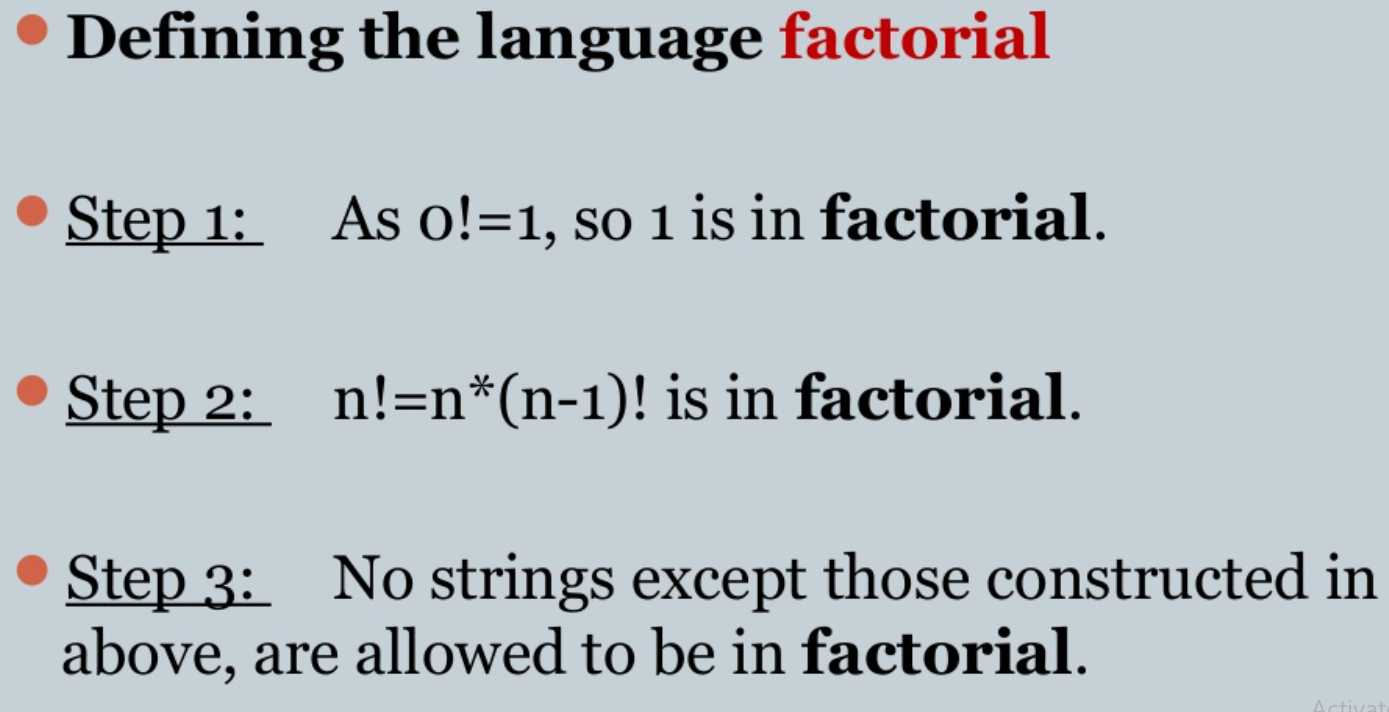 Defining the language factorial
Step 1: As 0!=1, so 1 is in factorial.
Step 2: n!=n*(n-1)! is in factorial.
Step 3: No strings except those constructed in
above, are allowed to be in factorial.